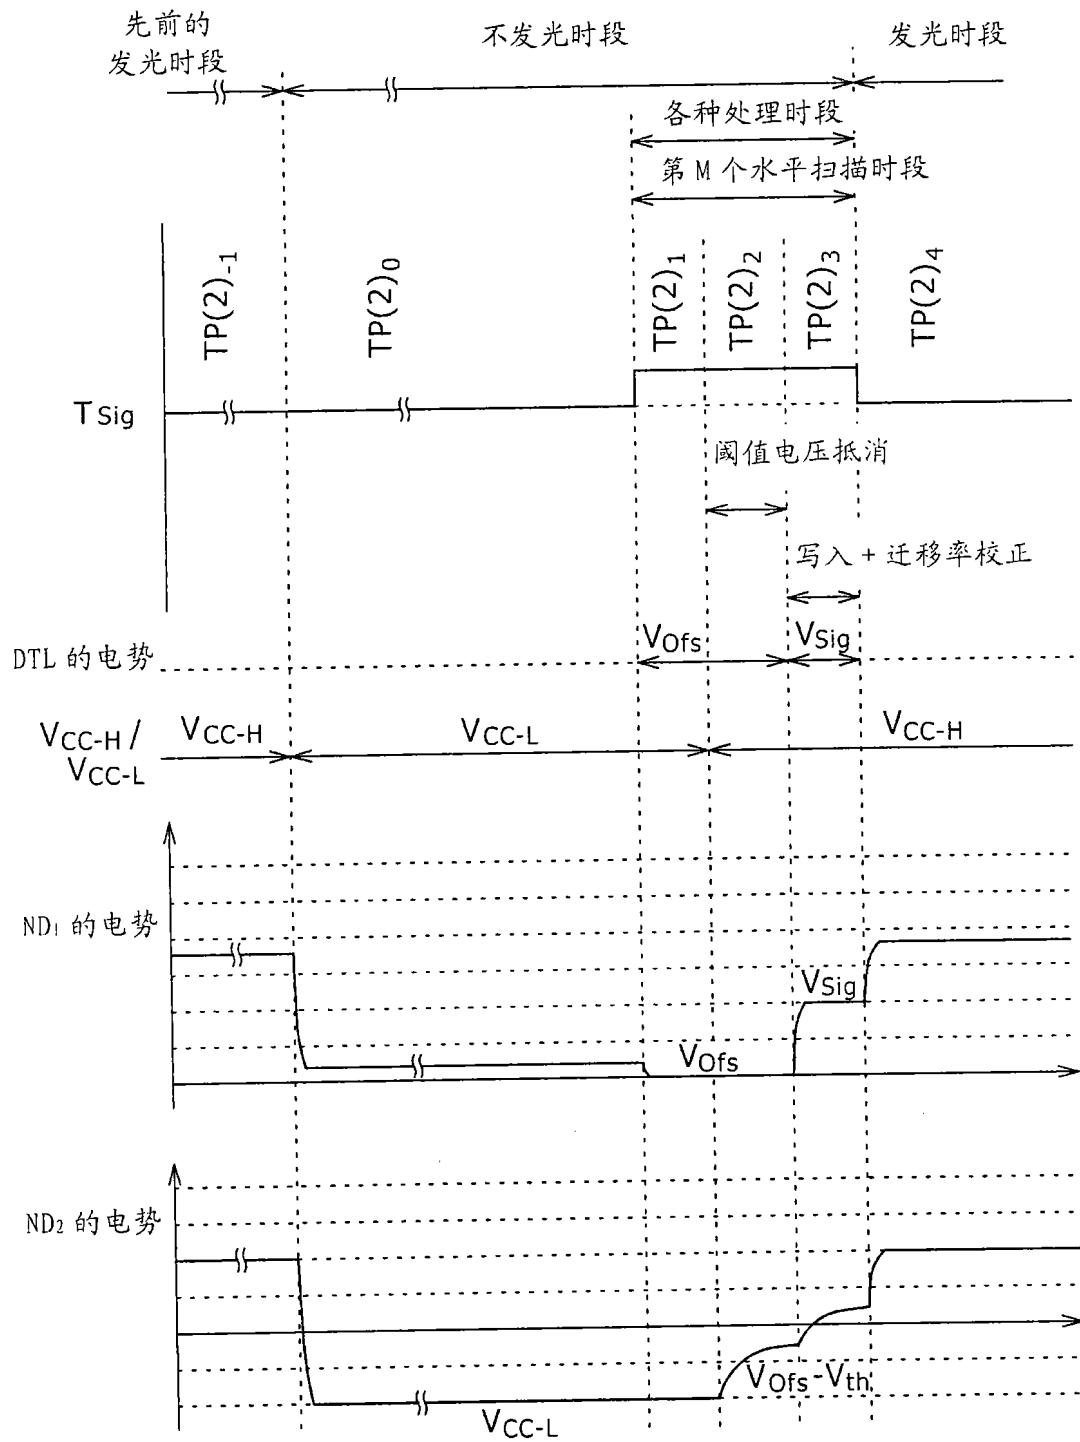 先前的
发光时段
不发光时段
发光时段
各种处理时段
第 M 个水平扫描时段
TP(2)-1
TP(2)0
TP(2)1
TP(2)2
TP(2)3
TP(2)4
TSig
阈值电压抵消
写入 + 迁移率校正
DTL 的电势
VOfs
VSig
VCC-H /
VCC-L
VCC-H
VCC-L
VCC-H
ND1 的电势
VSig
VOfs
ND2 的电势
VOfs-Vth
VCC-L